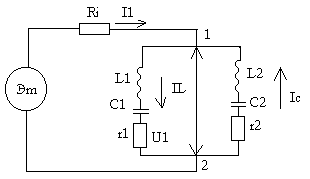 Ri I1
1
L1 L2
Эm IL
C1 C2 Ic
r1 U1 r2
2